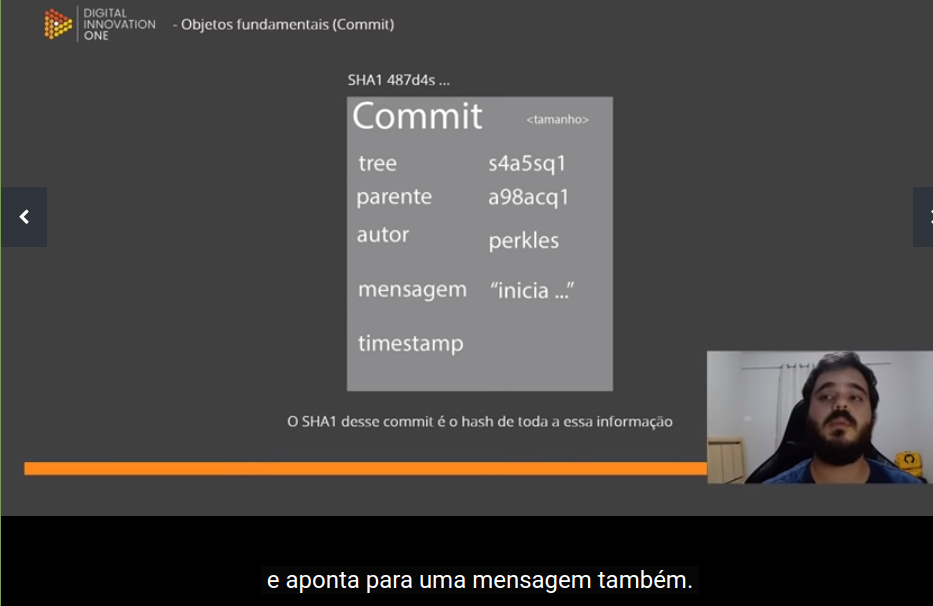 DIGITAL
INNOVATION
ONE
- Objetos fundamentais (Commit)
SHA1 487d4s ...
Commit <tamanho>
tree s4a5sq1
parente a98acq1
autor perkles
mensagem “inicia ...”
timestamp
O SHA1 desse commit é o hash de toda a essa informação
e aponta para uma mensagem também.